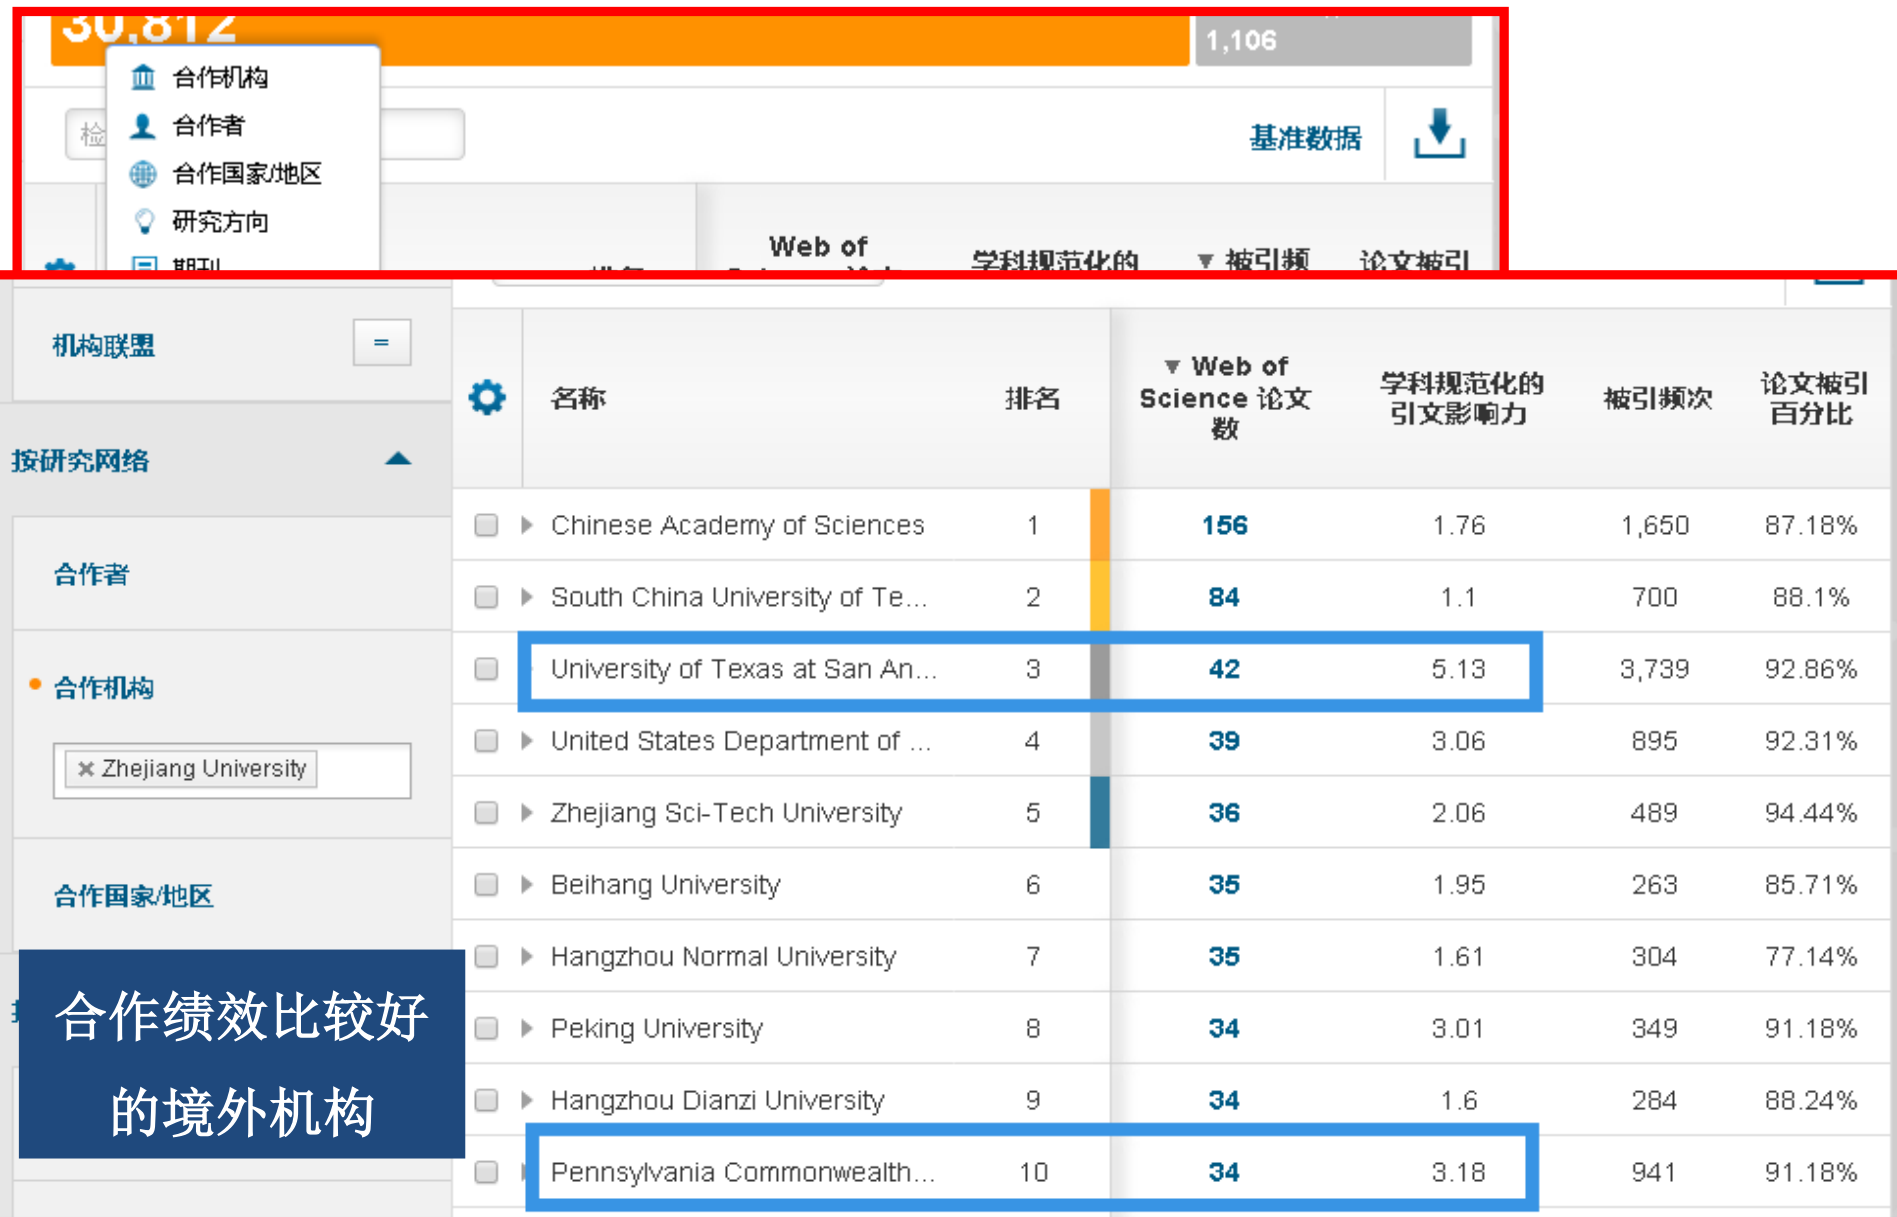 30,812
1,106
合作机构
检
合作者
基准数据
合作国家/地区
研究方向
期刊
Web of
学科规范化的
▼ 被引频
论文被引
机构联盟
=
名称
排名
▼ Web of
Science 论文
数
学科规范化的
引文影响力
被引频次
论文被引
百分比
按研究网络
合作者
合作机构
× Zhejiang University
合作国家/地区
Chinese Academy of Sciences 1 156 1.76 1,650 87.18%
South China University of Te... 2 84 1.1 700 88.1%
University of Texas at San An... 3 42 5.13 3,739 92.86%
United States Department of ... 4 39 3.06 895 92.31%
Zhejiang Sci-Tech University 5 36 2.06 489 94.44%
Beihang University 6 35 1.95 263 85.71%
Hangzhou Normal University 7 35 1.61 304 77.14%
Peking University 8 34 3.01 349 91.18%
Hangzhou Dianzi University 9 34 1.6 284 88.24%
Pennsylvania Commonwealth... 10 34 3.18 941 91.18%
合作绩效比较好
的境外机构